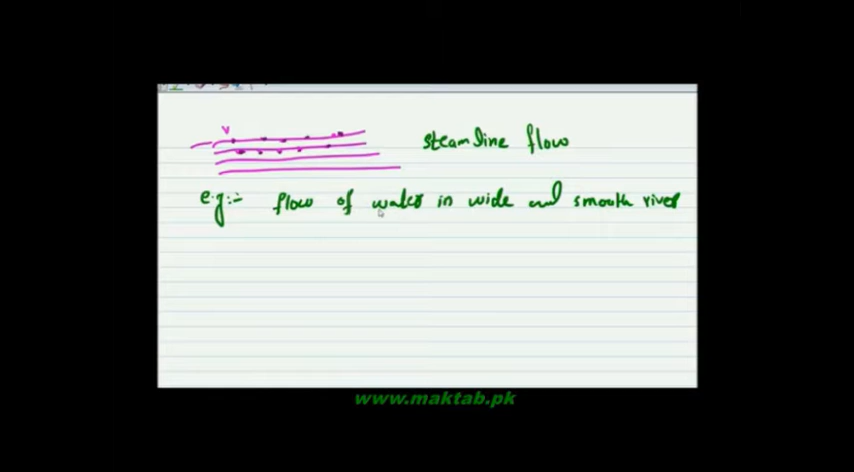 v
steamline flow
e.g:- flow of water in wide and smooth river
www.maktab.pk